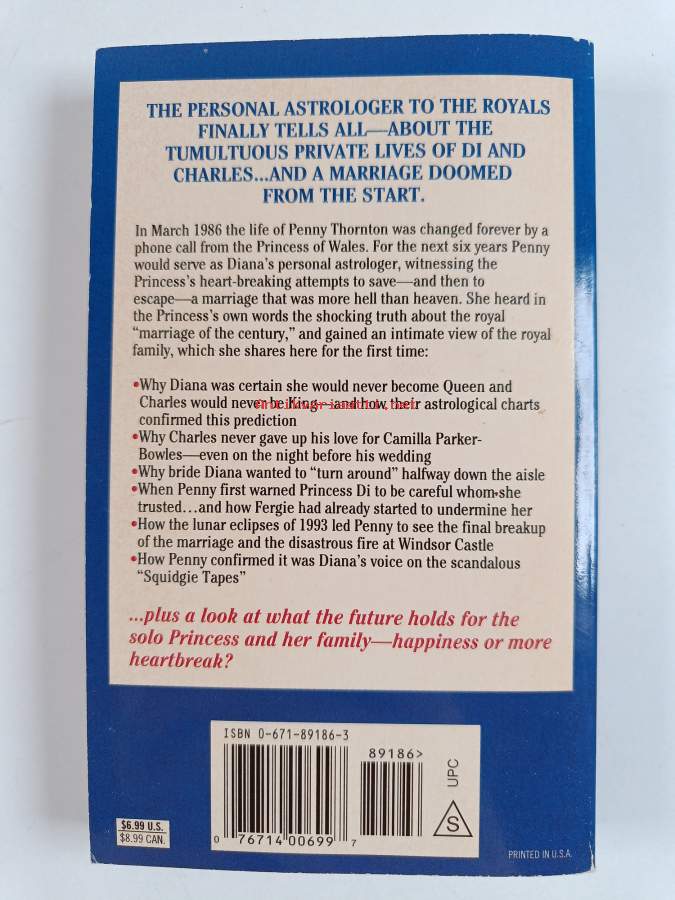 THE PERSONAL ASTROLOGER TO THE ROYALS
FINALLY TELLS ALL—ABOUT THE
TUMULTUOUS PRIVATE LIVES OF DI AND
CHARLES...AND A MARRIAGE DOOMED
FROM THE START.
In March 1986 the life of Penny Thornton was changed forever by a
phone call from the Princess of Wales. For the next six years Penny
would serve as Diana's personal astrologer, witnessing the
Princess's heart-breaking attempts to save—and then to
escape—a marriage that was more hell than heaven. She heard in
the Princess's own words the shocking truth about the royal
"marriage of the century," and gained an intimate view of the royal
family, which she shares here for the first time:
•Why Diana was certain she would never become Queen and
Charles would never be King—and how their astrological charts
confirmed this prediction
•Why Charles never gave up his love for Camilla Parker-
Bowles—even on the night before his wedding
•Why bride Diana wanted to "turn around" halfway down the aisle
•When Penny first warned Princess Di to be careful whom she
trusted...and how Fergie had already started to undermine her
•How the lunar eclipses of 1993 led Penny to see the final breakup
of the marriage and the disastrous fire at Windsor Castle
•How Penny confirmed it was Diana's voice on the scandalous
"Squidgie Tapes"
...plus a look at what the future holds for the
solo Princess and her family—happiness or more
heartbreak?
ISBN 0-671-89186-3
89186>
UPC
S
0 76714 00699 7
$6.99 U.S.
$8.99 CAN.
PRINTED IN U.S.A.